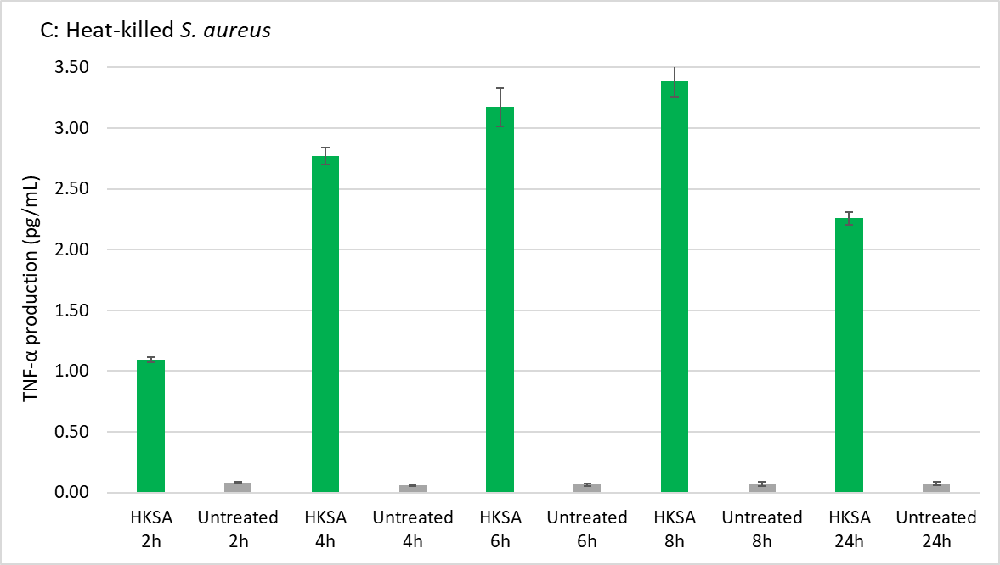 C: Heat-killed S. aureus
TNF-α production (pg/mL)
3.50
3.00
2.50
2.00
1.50
1.00
0.50
0.00
HKSA Untreated HKSA Untreated HKSA Untreated HKSA Untreated HKSA Untreated
2h 2h 4h 4h 6h 6h 8h 8h 24h 24h